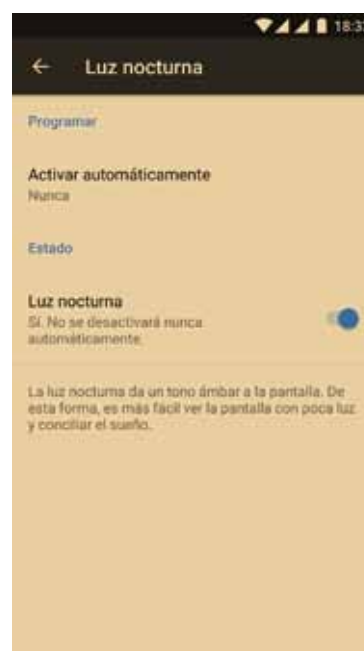 18:33
Luz nocturna
Programar
Activar automáticamente
Nunca
Estado
Luz nocturna
Sí. No se desactivará nunca
automáticamente.
La luz nocturna da un tono ámbar a la pantalla. De
esta forma, es más fácil ver la pantalla con poca luz
y conciliar el sueño.